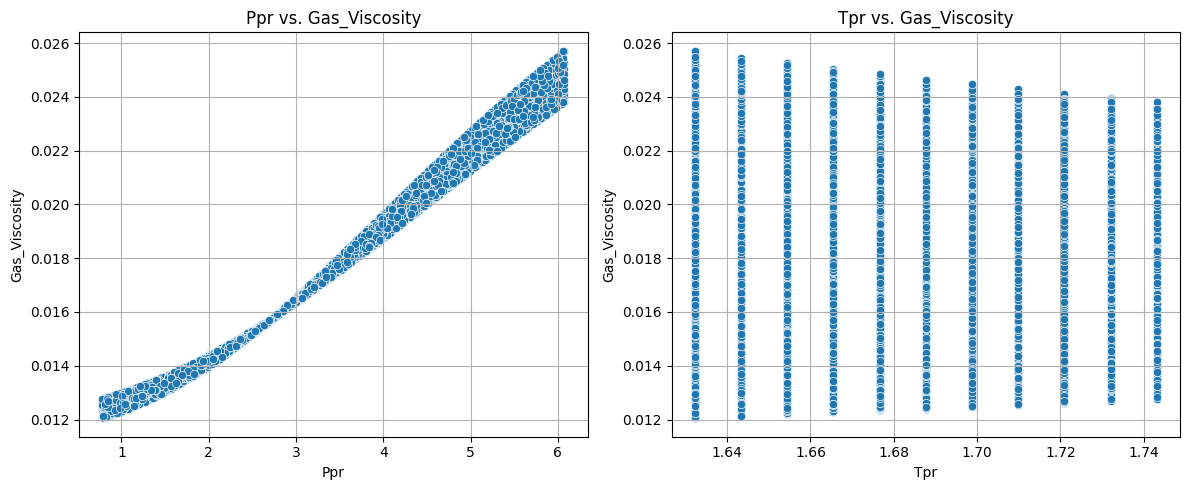 Ppr vs. Gas_Viscosity
0.026
0.024
0.022
0.020
0.018
0.016
0.014
0.012
Gas_Viscosity
1 2 3 4 5 6
Ppr
Tpr vs. Gas_Viscosity
0.026
0.024
0.022
0.020
0.018
0.016
0.014
0.012
Gas_Viscosity
1.64 1.66 1.68 1.70 1.72 1.74
Tpr